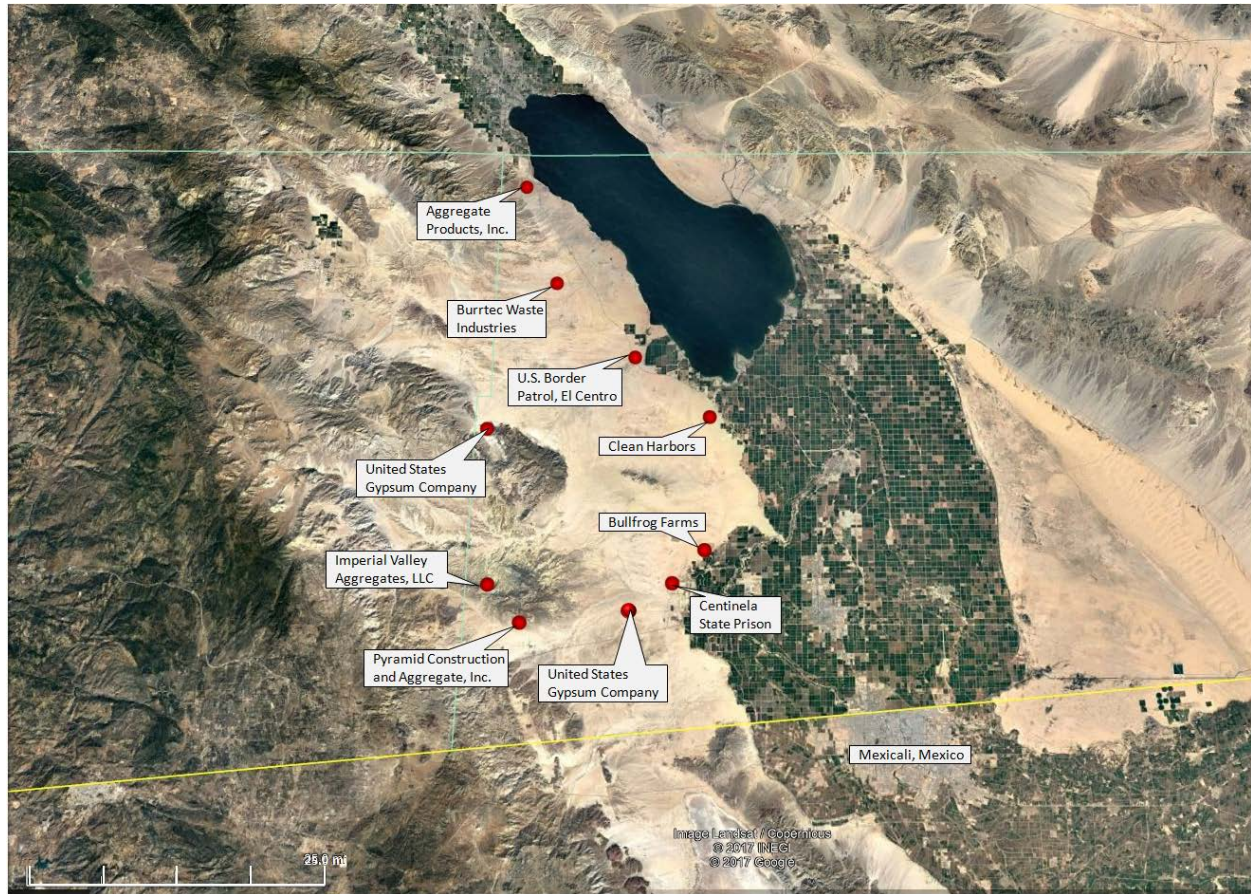 Aggregate
Products, Inc.
Burrtec Waste
Industries
U.S. Border
Patrol, El Centro
Clean Harbors
United States
Gypsum Company
Bullfrog Farms
Imperial Valley
Aggregates, LLC
Centinela
State Prison
Pyramid Construction
and Aggregate, Inc.
United States
Gypsum Company
Mexicali, Mexico
Image Landsat / Copernicus
© 2017 INEGI
© 2017 Google
25.0 mi